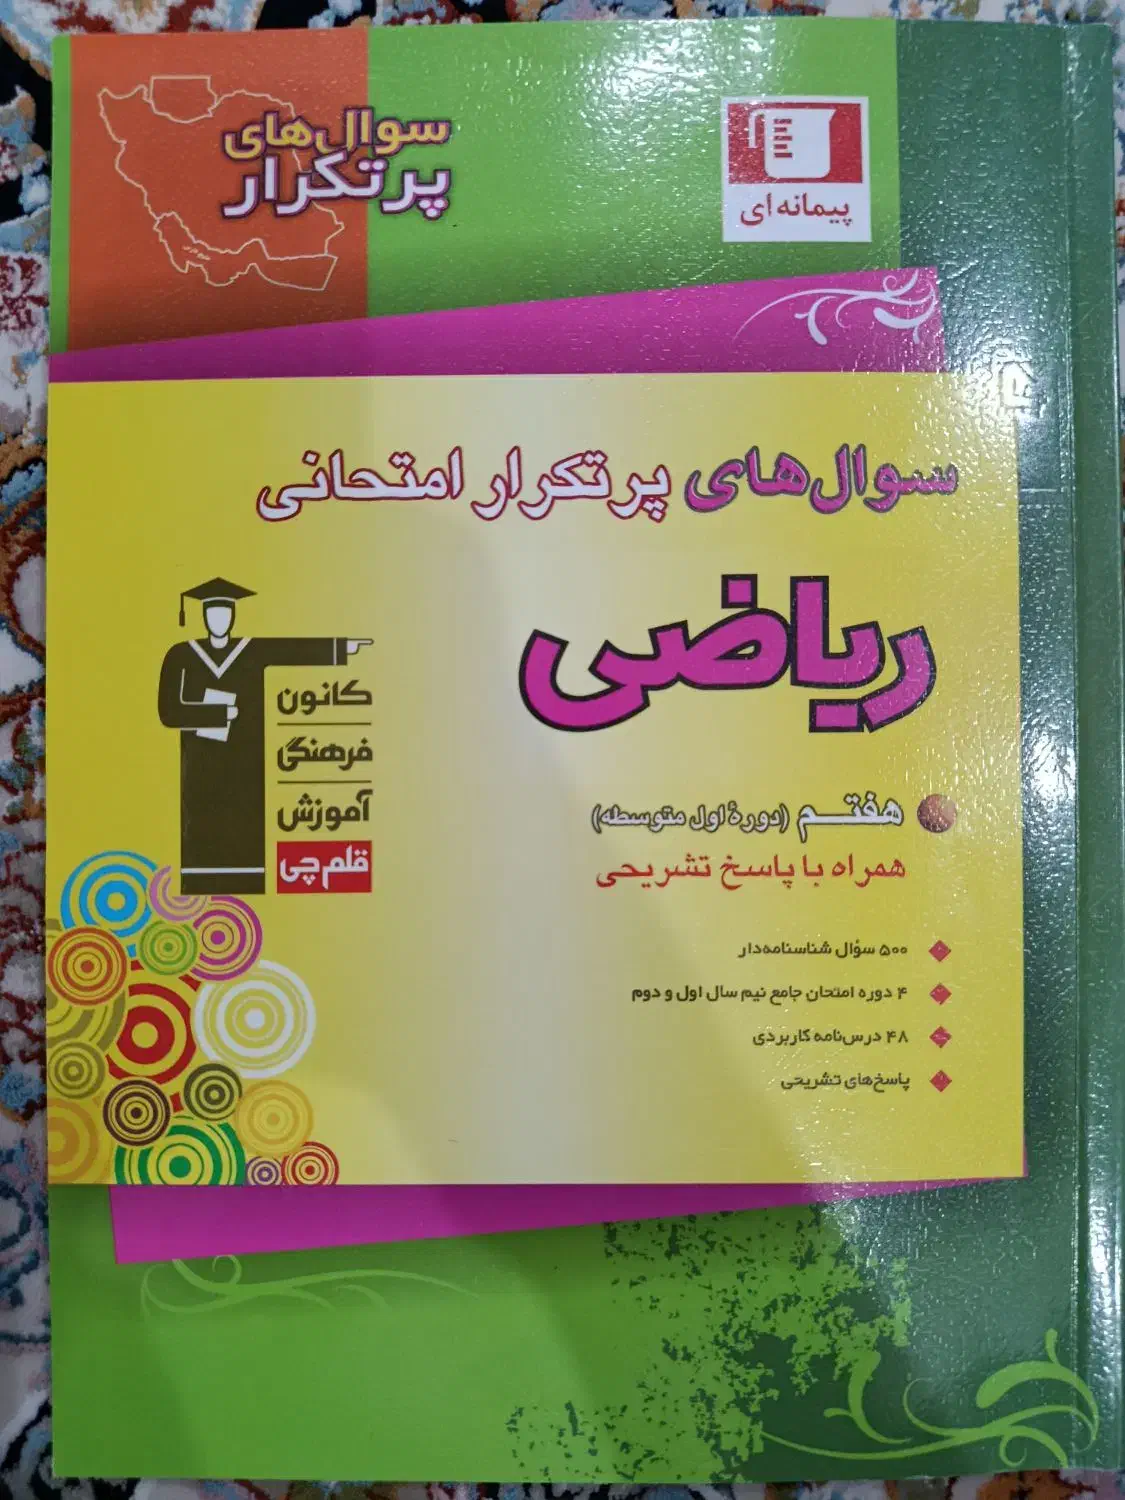 سوال‌های
پرتکرار
پیمانه‌ای
سوال‌های پرتکرار امتحانی
ریاضی
کانون
فرهنگی
آموزش
قلم‌چی
هفتم (دورهٔ اول متوسطه)
همراه با پاسخ تشریحی
۵۰۰ سؤال شناسنامه‌دار
۴ دوره امتحان جامع نیم سال اول و دوم
۴۸ درس‌نامه کاربردی
پاسخ‌های تشریحی